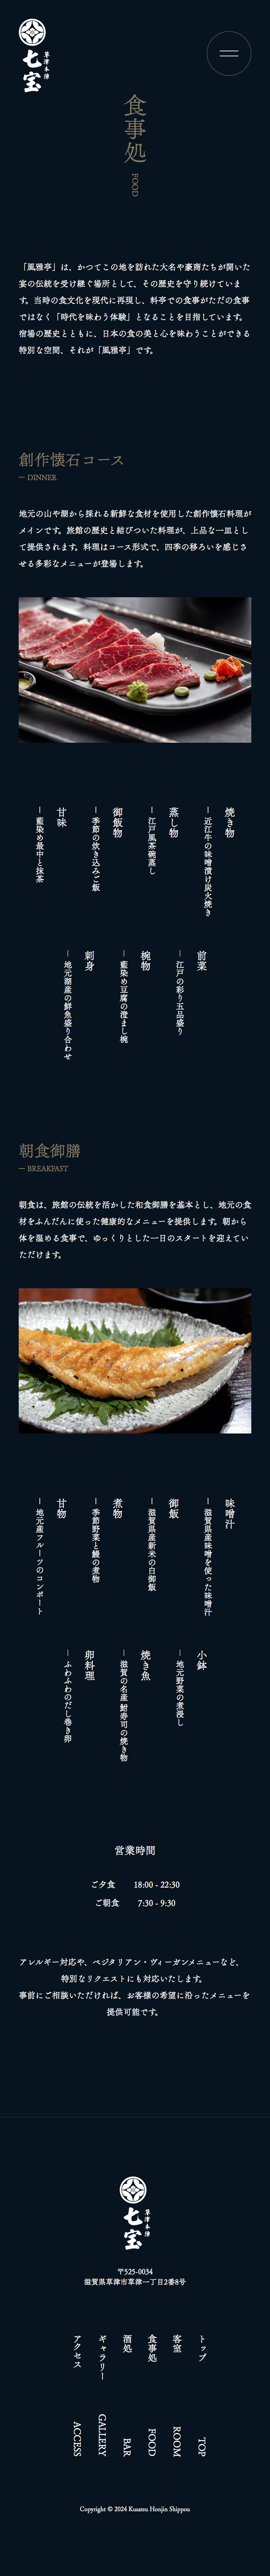 草津本陣
七宝
食事処
FOOD
「風雅亭」は、かつてこの地を訪れた大名や豪商たちが開いた
宴の伝統を受け継ぐ場所として、その歴史を守り続けていま
す。当時の食文化を現代に再現し、料亭での食事がただの食事
ではなく「時代を味わう体験」となることを目指しています。
宿場の歴史とともに、日本の食の美と心を味わうことができる
特別な空間、それが「風雅亭」です。
創作懐石コース
— DINNER
地元の山や湖から採れる新鮮な食材を使用した創作懐石料理が
メインです。旅館の歴史と結びついた料理が、上品な一皿とし
て提供されます。料理はコース形式で、四季の移ろいを感じさ
せる多彩なメニューが登場します。
焼き物
— 近江牛の味噌漬け炭火焼き
蒸し物
— 江戸風茶碗蒸し
御飯物
— 季節の炊き込みご飯
甘味
— 藍染め最中と抹茶
前菜
— 江戸の彩り五品盛り
椀物
— 藍染め豆腐の澄まし椀
刺身
— 地元湖産の鮮魚盛り合わせ
朝食御膳
— BREAKFAST
朝食は、旅館の伝統を活かした和食御膳を基本とし、地元の食
材をふんだんに使った健康的なメニューを提供します。朝から
体を温める食事で、ゆっくりとした一日のスタートを迎えてい
ただけます。
味噌汁
— 滋賀県産味噌を使った味噌汁
御飯
— 滋賀県産新米の白御飯
煮物
— 季節野菜と鰻の煮物
甘物
— 地元産フルーツのコンポート
小鉢
— 地元野菜の煮浸し
焼き魚
— 滋賀の名産 鮒寿司の焼き物
卵料理
— ふわふわのだし巻き卵
営業時間
ご夕食 18:00 - 22:30
ご朝食 7:30 - 9:30
アレルギー対応や、ベジタリアン・ヴィーガンメニューなど、
特別なリクエストにも対応いたします。
事前にご相談いただければ、お客様の希望に沿ったメニューを
提供可能です。
草津本陣
七宝
〒525-0034
滋賀県草津市草津一丁目2番8号
トップ TOP
客室 ROOM
食事処 FOOD
酒処 BAR
ギャラリー GALLERY
アクセス ACCESS
Copyright © 2024 Kusatsu Honjin Shippou